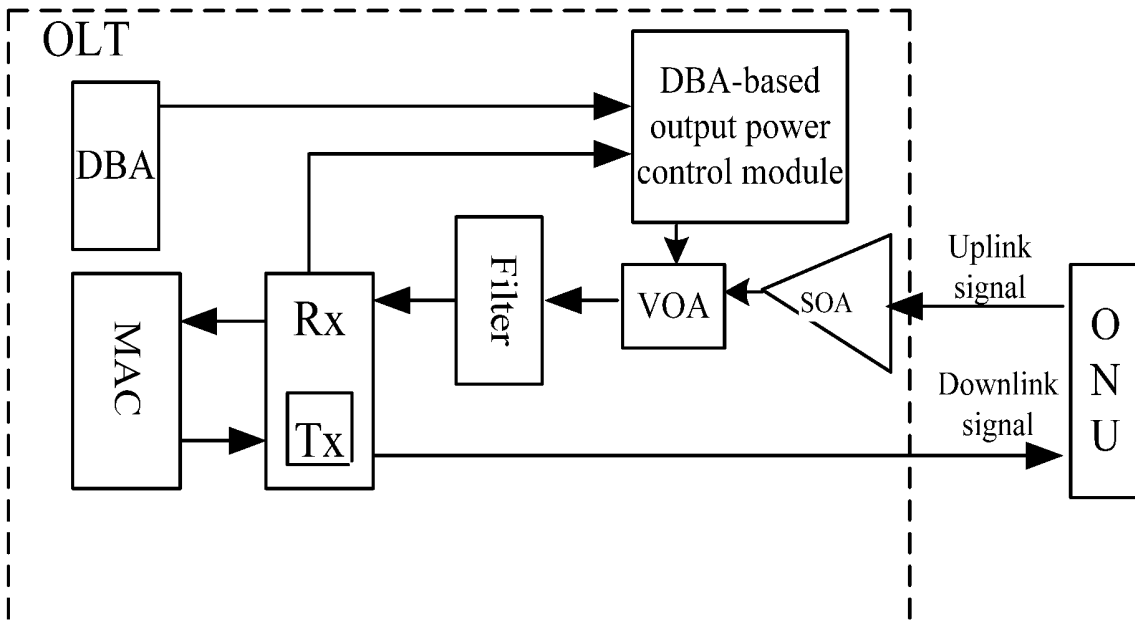 OLT
DBA
DBA-based
output power
control module
Filter
VOA
SOA
Uplink
signal
Rx
MAC
Tx
Downlink
signal
O
N
U